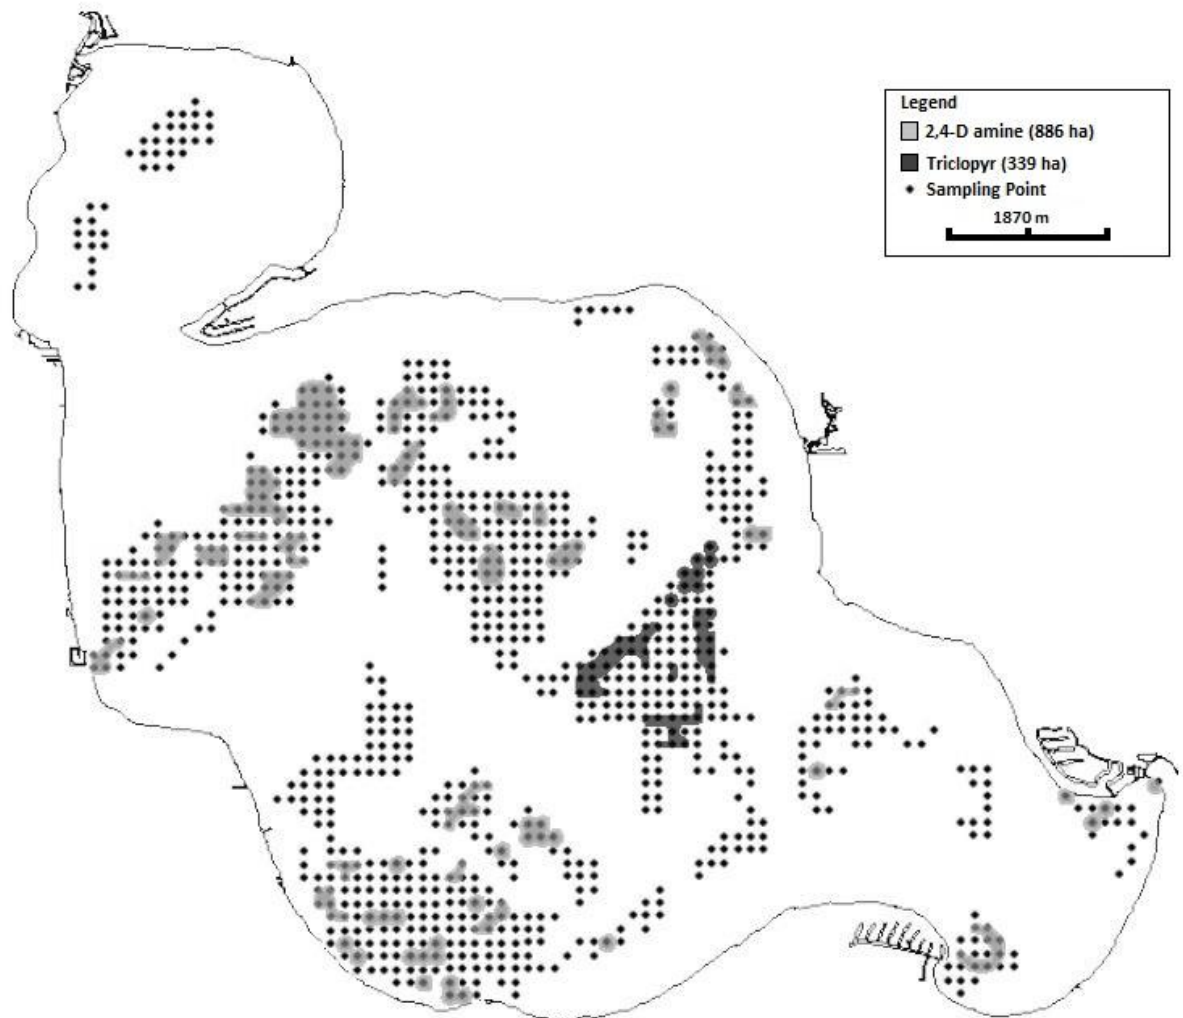 Legend
2,4-D amine (886 ha)
Triclopyr (339 ha)
Sampling Point
1870 m